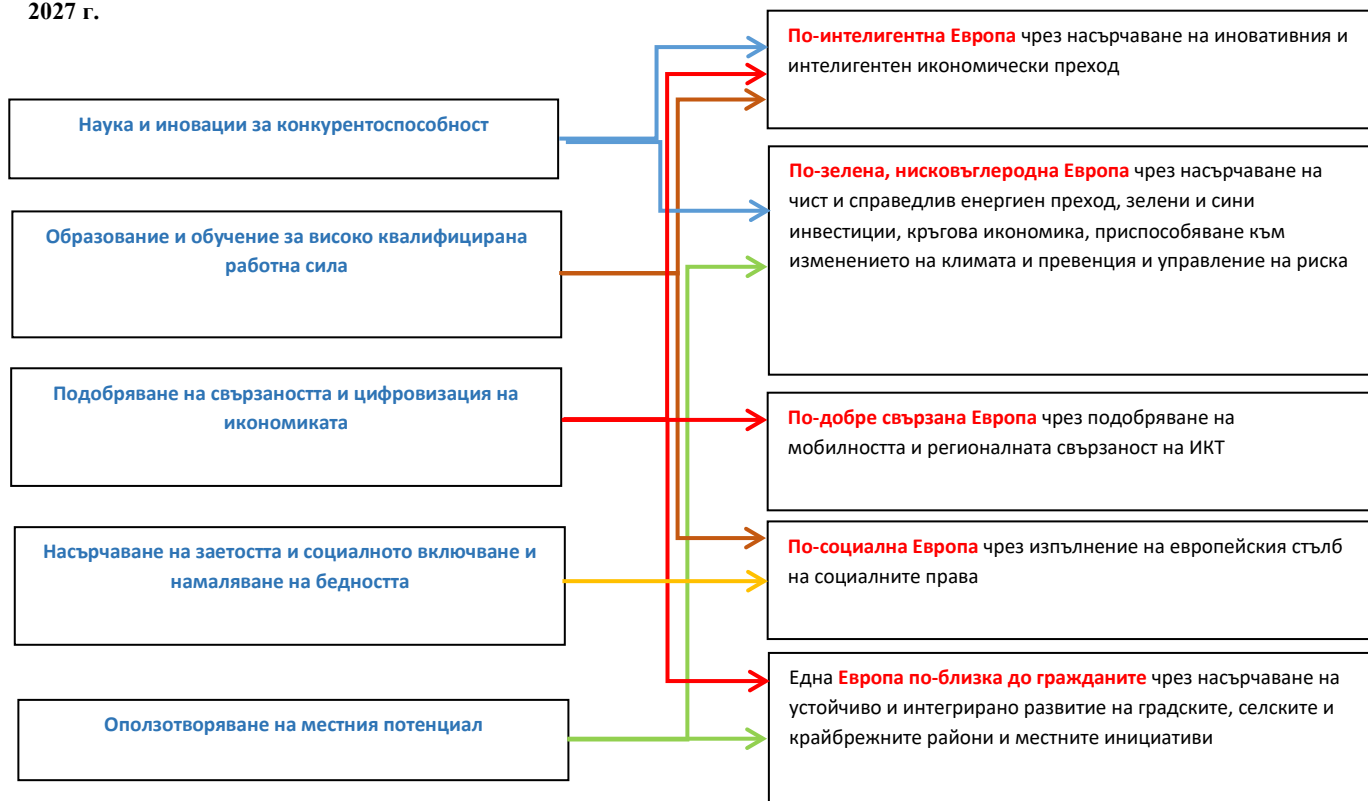 2027 г.
Наука и иновации за конкурентоспособност
Образование и обучение за високо квалифицирана
работна сила
Подобряване на свързаността и цифровизация на
икономиката
Насърчаване на заетостта и социалното включване и
намаляване на бедността
Оползотворяване на местния потенциал
По-интелигентна Европа чрез насърчаване на иновативния и
интелигентен икономически преход
По-зелена, нисковъглеродна Европа чрез насърчаване на
чист и справедлив енергиен преход, зелени и сини
инвестиции, кръгова икономика, приспособяване към
изменението на климата и превенция и управление на риска
По-добре свързана Европа чрез подобряване на
мобилността и регионалната свързаност на ИКТ
По-социална Европа чрез изпълнение на европейския стълб
на социалните права
Една Европа по-близка до гражданите чрез насърчаване на
устойчиво и интегрирано развитие на градските, селските и
крайбрежните райони и местните инициативи